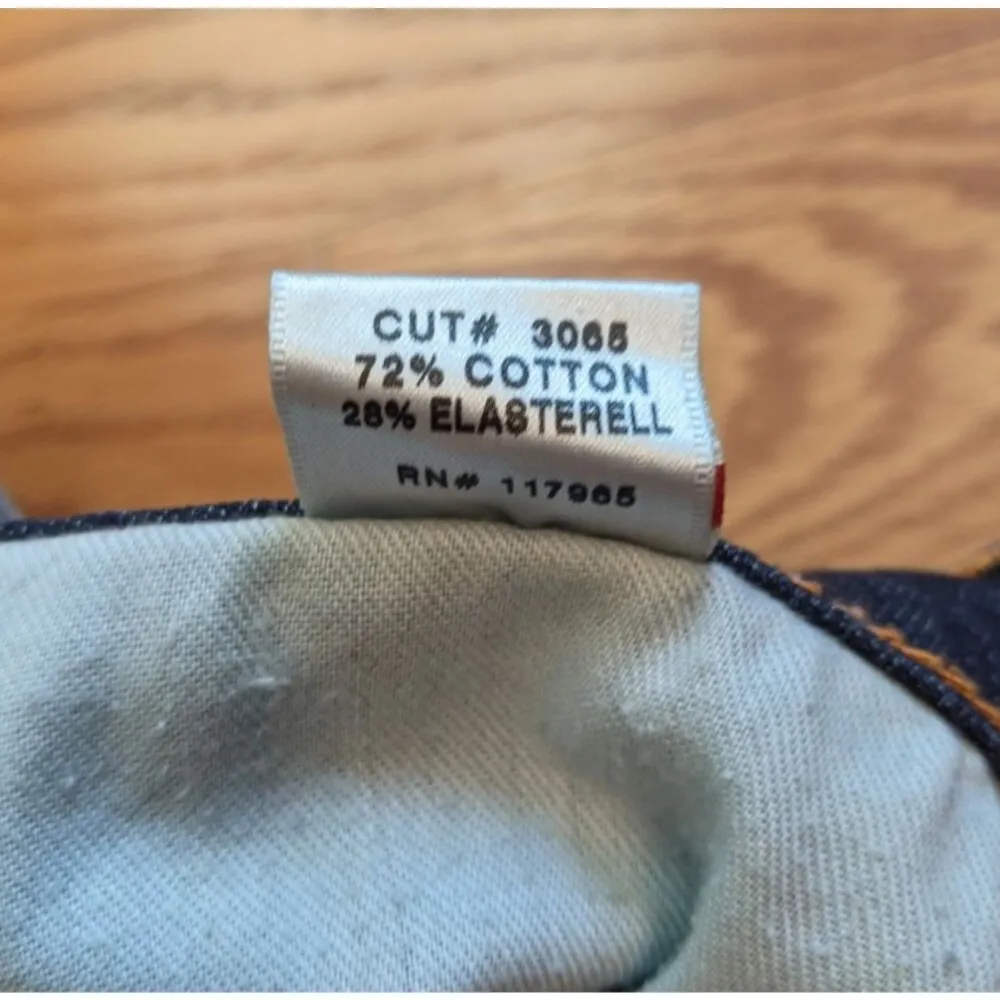 CUT# 3065
72% COTTON
28% ELASTERELL
RN# 117965